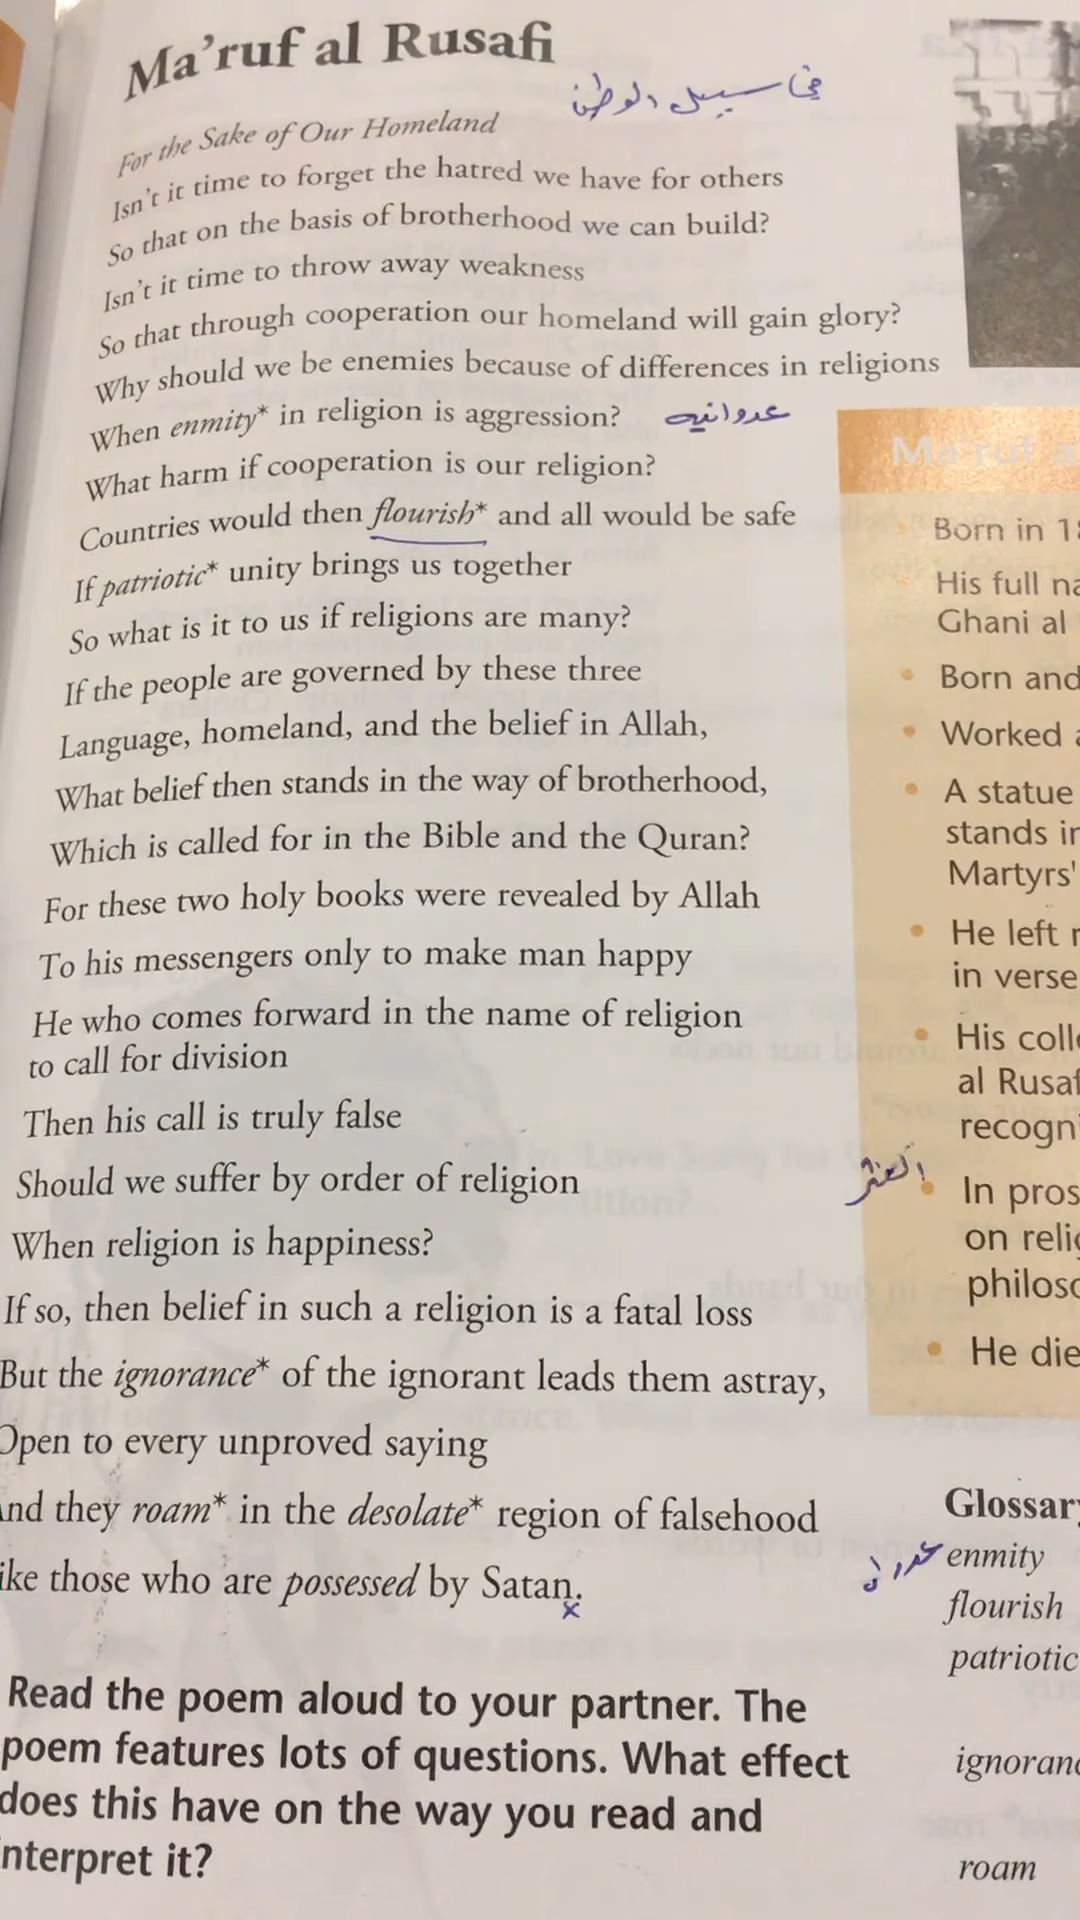 Ma'ruf al Rusafi
في سبيل الوطن
For the Sake of Our Homeland
Isn't it time to forget the hatred we have for others
So that on the basis of brotherhood we can build?
Isn't it time to throw away weakness
So that through cooperation our homeland will gain glory?
Why should we be enemies because of differences in religions
When enmity* in religion is aggression?
عدوانيه
What harm if cooperation is our religion?
Countries would then flourish* and all would be safe
If patriotic* unity brings us together
So what is it to us if religions are many?
If the people are governed by these three
Language, homeland, and the belief in Allah,
What belief then stands in the way of brotherhood,
Which is called for in the Bible and the Quran?
For these two holy books were revealed by Allah
To his messengers only to make man happy
He who comes forward in the name of religion
to call for division
Then his call is truly false
Should we suffer by order of religion
When religion is happiness?
If so, then belief in such a religion is a fatal loss
But the ignorance* of the ignorant leads them astray,
Open to every unproved saying
And they roam* in the desolate* region of falsehood
ike those who are possessed by Satan.
Read the poem aloud to your partner. The
poem features lots of questions. What effect
does this have on the way you read and
nterpret it?
Ma'ruf a
Born in 18
His full na
Ghani al
Born and
Worked a
A statue
stands in
Martyrs'
He left
in verse
His coll
al Rusaf
recogn
النثر
In pros
on relig
philoso
He die
Glossary
enmity
عدوان
flourish
patriotic
ignoranc
roam